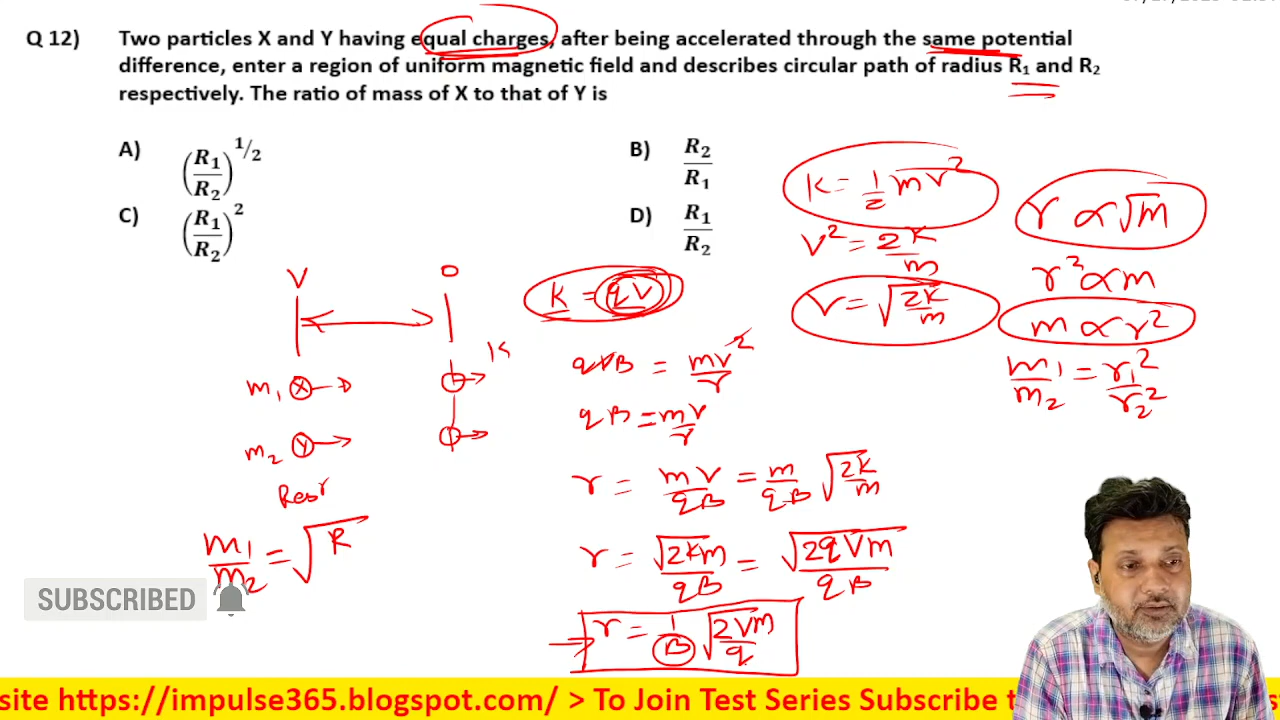 Q 12) Two particles X and Y having equal charges, after being accelerated through the same potential
difference, enter a region of uniform magnetic field and describes circular path of radius R₁ and R₂
respectively. The ratio of mass of X to that of Y is
A) (R₁/R₂)^1/2
B) R₂/R₁
C) (R₁/R₂)^2
D) R₁/R₂
K = 1/2 mv²
v² = 2K/m
v = √(2K/m)
r ∝ √m
r² ∝ m
m ∝ r²
m₁/m₂ = r₁²/r₂²
V 0
K = qV
K
m₁ X
m₂ Y
qvB = mv²/r
qB = mv/r
r = mv/qB = m/qB √(2K/m)
r = √(2Km)/qB = √(2qVm)/qB
r = 1/B √(2Vm/q)
m₁/m₂ = √R
SUBSCRIBED
site https://impulse365.blogspot.com/ > To Join Test Series Subscribe